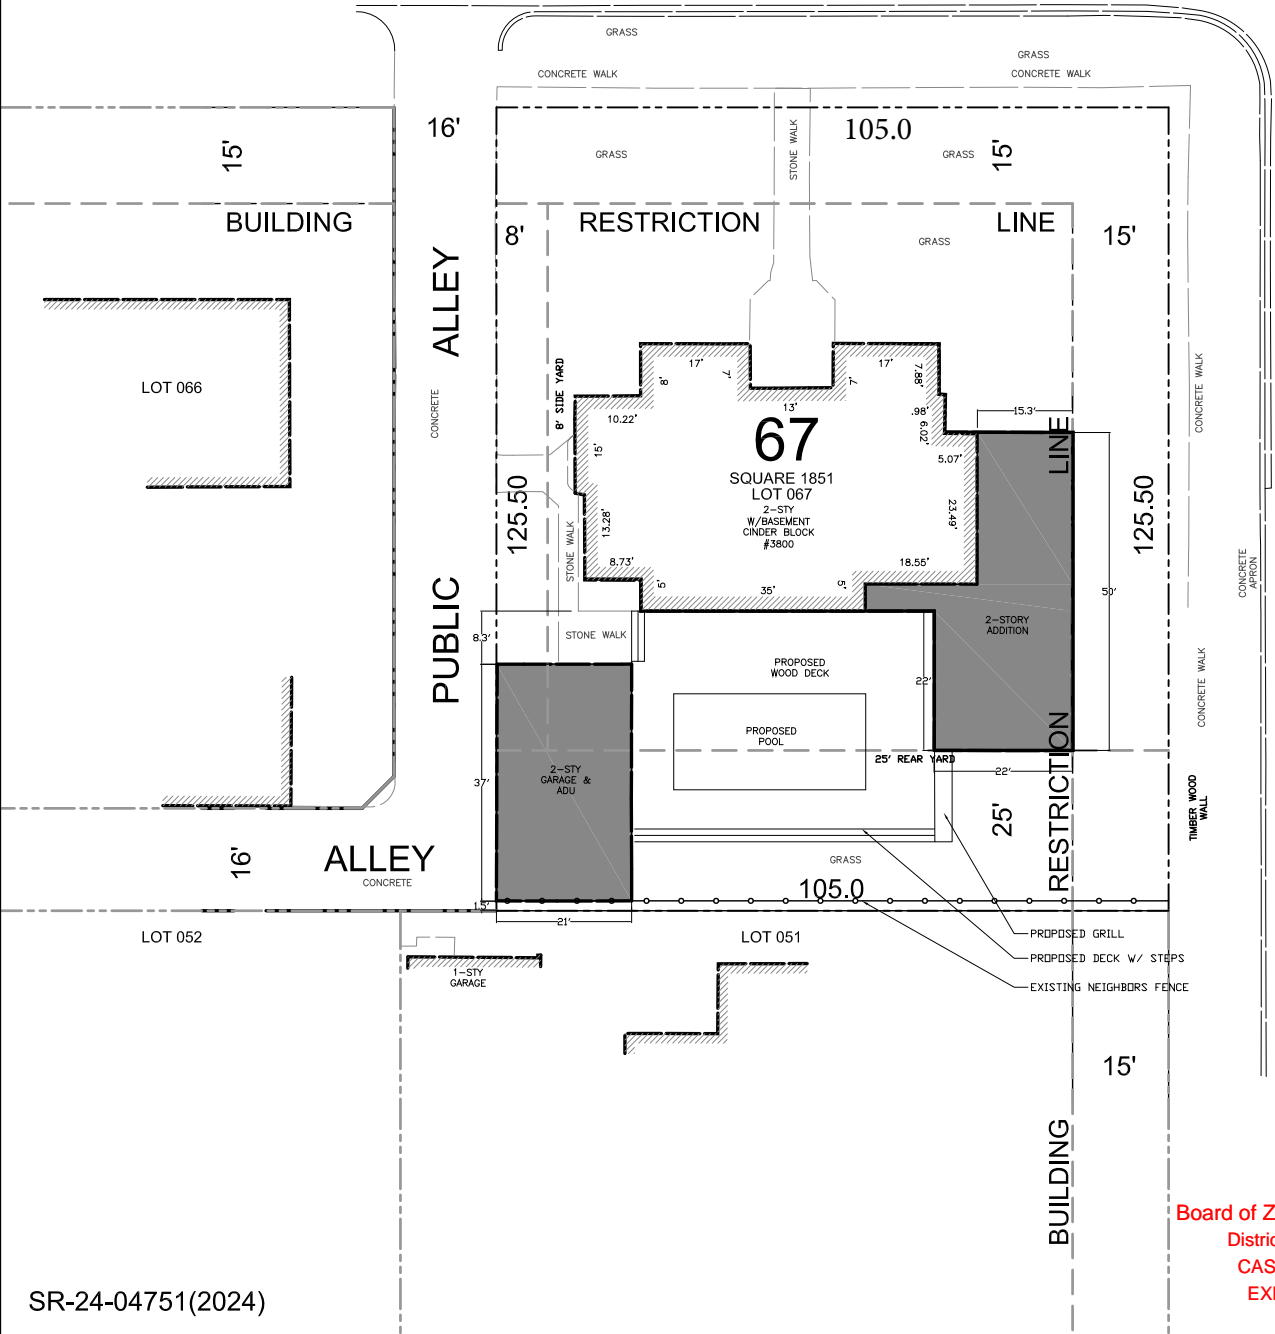 GRASS
GRASS
CONCRETE WALK
CONCRETE WALK
16'
105.0
15'
STONE WALK
15'
GRASS
GRASS
BUILDING
RESTRICTION
LINE
8'
15'
GRASS
ALLEY
LOT 066
CONCRETE
8' SIDE YARD
17'
17'
8'
7'
7'
7.88'
13'
10.22'
.98'
6.02'
15.3'
LINE
CONCRETE WALK
67
SQUARE 1851
LOT 067
2-STY
W/BASEMENT
CINDER BLOCK
#3800
15'
5.07'
125.50
23.49'
125.50
13.28'
STONE WALK
8.73'
18.55'
5'
35'
5'
50'
CONCRETE
APRON
PUBLIC
8.3'
STONE WALK
2-STORY
ADDITION
PROPOSED
WOOD DECK
22'
CONCRETE WALK
PROPOSED
POOL
25' REAR YARD
22'
RESTRICTION
2-STY
GARAGE &
ADU
37'
25'
TIMBER WOOD
WALL
16'
ALLEY
CONCRETE
GRASS
105.0
1.5'
21'
LOT 052
LOT 051
PROPOSED GRILL
PROPOSED DECK W/ STEPS
EXISTING NEIGHBORS FENCE
1-STY
GARAGE
15'
BUILDING
Board of Z
Distric
CAS
EX
SR-24-04751(2024)